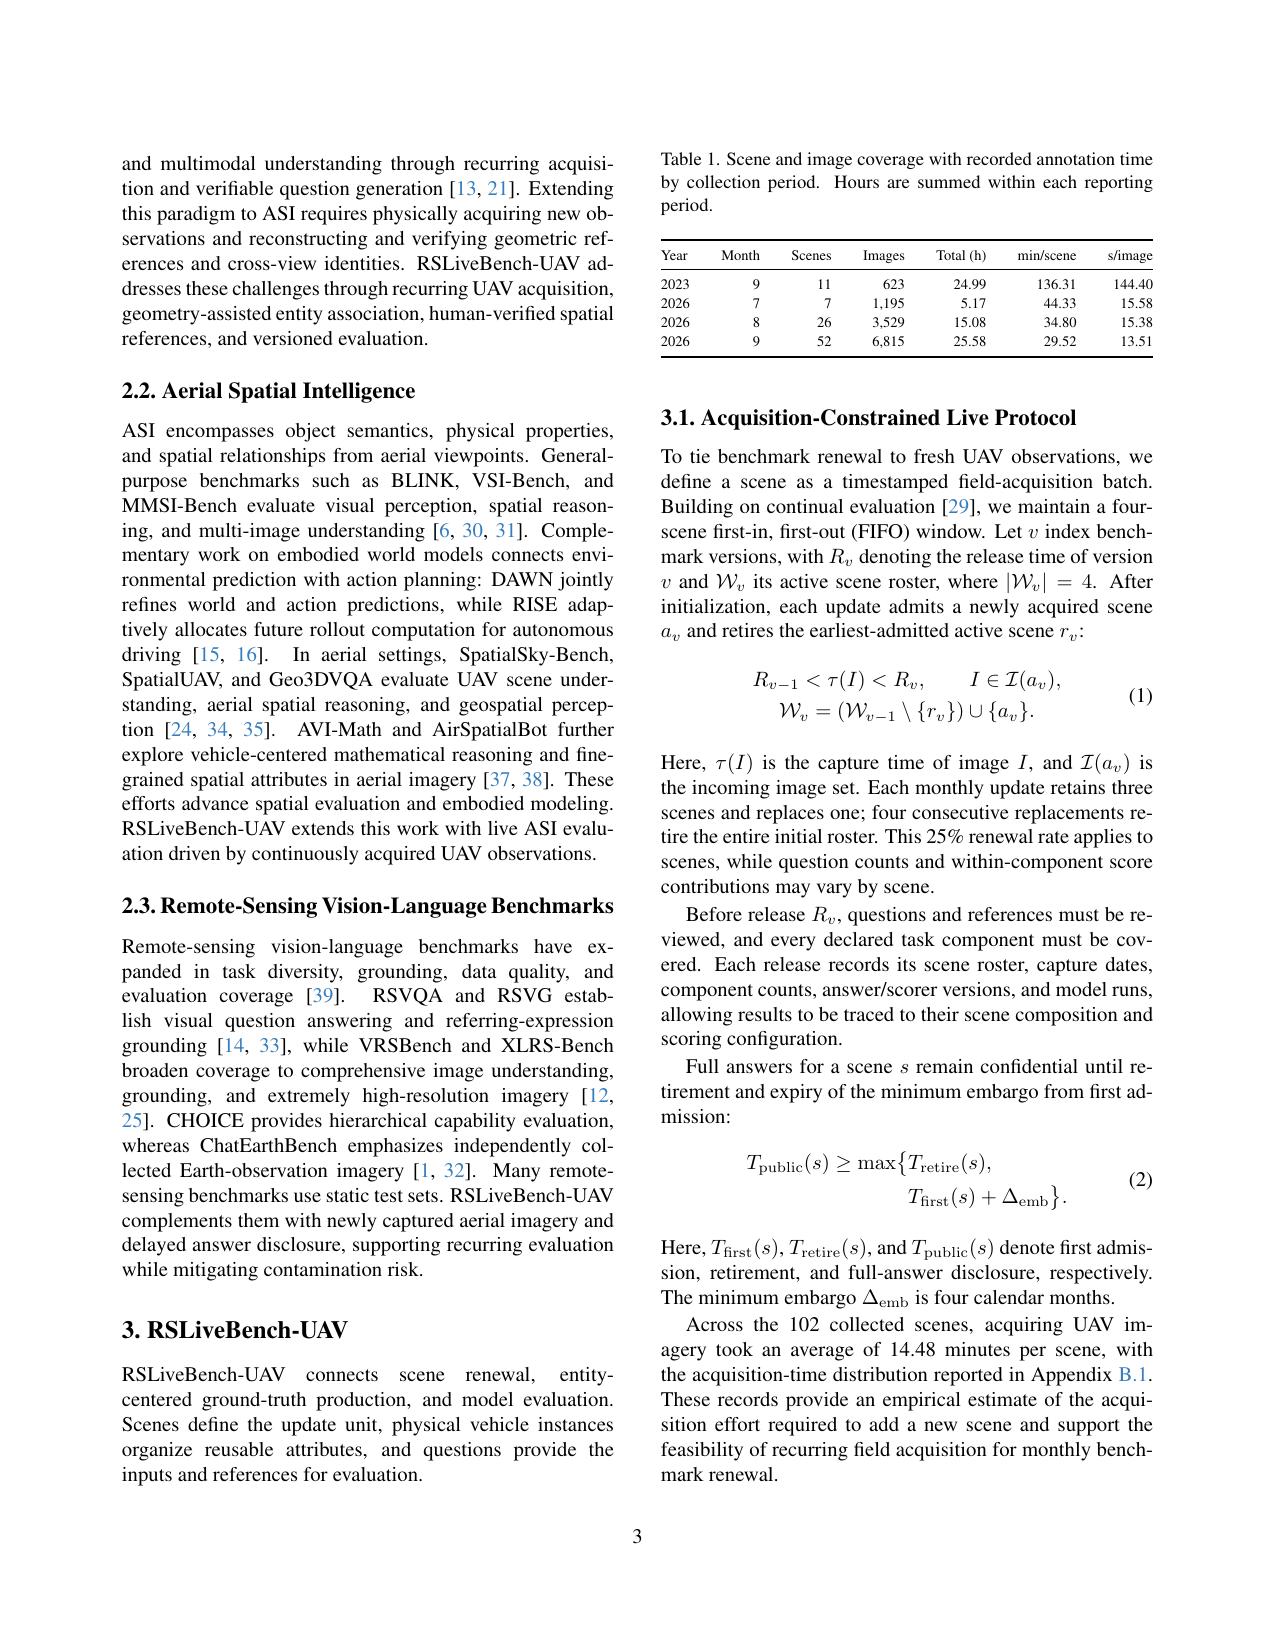 and multimodal understanding through recurring acquisi-
tion and verifiable question generation [13, 21]. Extending
this paradigm to ASI requires physically acquiring new ob-
servations and reconstructing and verifying geometric ref-
erences and cross-view identities. RSLiveBench-UAV ad-
dresses these challenges through recurring UAV acquisition,
geometry-assisted entity association, human-verified spatial
references, and versioned evaluation.
2.2. Aerial Spatial Intelligence
ASI encompasses object semantics, physical properties,
and spatial relationships from aerial viewpoints. General-
purpose benchmarks such as BLINK, VSI-Bench, and
MMSI-Bench evaluate visual perception, spatial reason-
ing, and multi-image understanding [6, 30, 31]. Comple-
mentary work on embodied world models connects envi-
ronmental prediction with action planning: DAWN jointly
refines world and action predictions, while RISE adap-
tively allocates future rollout computation for autonomous
driving [15, 16]. In aerial settings, SpatialSky-Bench,
SpatialUAV, and Geo3DVQA evaluate UAV scene under-
standing, aerial spatial reasoning, and geospatial percep-
tion [24, 34, 35]. AVI-Math and AirSpatialBot further
explore vehicle-centered mathematical reasoning and fine-
grained spatial attributes in aerial imagery [37, 38]. These
efforts advance spatial evaluation and embodied modeling.
RSLiveBench-UAV extends this work with live ASI evalu-
ation driven by continuously acquired UAV observations.
2.3. Remote-Sensing Vision-Language Benchmarks
Remote-sensing vision-language benchmarks have ex-
panded in task diversity, grounding, data quality, and
evaluation coverage [39]. RSVQA and RSVG estab-
lish visual question answering and referring-expression
grounding [14, 33], while VRSBench and XLRS-Bench
broaden coverage to comprehensive image understanding,
grounding, and extremely high-resolution imagery [12,
25]. CHOICE provides hierarchical capability evaluation,
whereas ChatEarthBench emphasizes independently col-
lected Earth-observation imagery [1, 32]. Many remote-
sensing benchmarks use static test sets. RSLiveBench-UAV
complements them with newly captured aerial imagery and
delayed answer disclosure, supporting recurring evaluation
while mitigating contamination risk.
3. RSLiveBench-UAV
RSLiveBench-UAV connects scene renewal, entity-
centered ground-truth production, and model evaluation.
Scenes define the update unit, physical vehicle instances
organize reusable attributes, and questions provide the
inputs and references for evaluation.
Table 1. Scene and image coverage with recorded annotation time
by collection period. Hours are summed within each reporting
period.
Year Month Scenes Images Total (h) min/scene s/image
2023 9 11 623 24.99 136.31 144.40
2026 7 7 1,195 5.17 44.33 15.58
2026 8 26 3,529 15.08 34.80 15.38
2026 9 52 6,815 25.58 29.52 13.51
3.1. Acquisition-Constrained Live Protocol
To tie benchmark renewal to fresh UAV observations, we
define a scene as a timestamped field-acquisition batch.
Building on continual evaluation [29], we maintain a four-
scene first-in, first-out (FIFO) window. Let v index bench-
mark versions, with R_v denoting the release time of version
v and W_v its active scene roster, where |W_v| = 4. After
initialization, each update admits a newly acquired scene
a_v and retires the earliest-admitted active scene r_v:
R_{v−1} < τ(I) < R_v, I ∈ I(a_v),
W_v = (W_{v−1} \ {r_v}) ∪ {a_v}. (1)
Here, τ(I) is the capture time of image I, and I(a_v) is
the incoming image set. Each monthly update retains three
scenes and replaces one; four consecutive replacements re-
tire the entire initial roster. This 25% renewal rate applies to
scenes, while question counts and within-component score
contributions may vary by scene.
Before release R_v, questions and references must be re-
viewed, and every declared task component must be cov-
ered. Each release records its scene roster, capture dates,
component counts, answer/scorer versions, and model runs,
allowing results to be traced to their scene composition and
scoring configuration.
Full answers for a scene s remain confidential until re-
tirement and expiry of the minimum embargo from first ad-
mission:
T_public(s) ≥ max{T_retire(s),
T_first(s) + Δ_emb}. (2)
Here, T_first(s), T_retire(s), and T_public(s) denote first admis-
sion, retirement, and full-answer disclosure, respectively.
The minimum embargo Δ_emb is four calendar months.
Across the 102 collected scenes, acquiring UAV im-
agery took an average of 14.48 minutes per scene, with
the acquisition-time distribution reported in Appendix B.1.
These records provide an empirical estimate of the acqui-
sition effort required to add a new scene and support the
feasibility of recurring field acquisition for monthly bench-
mark renewal.
3